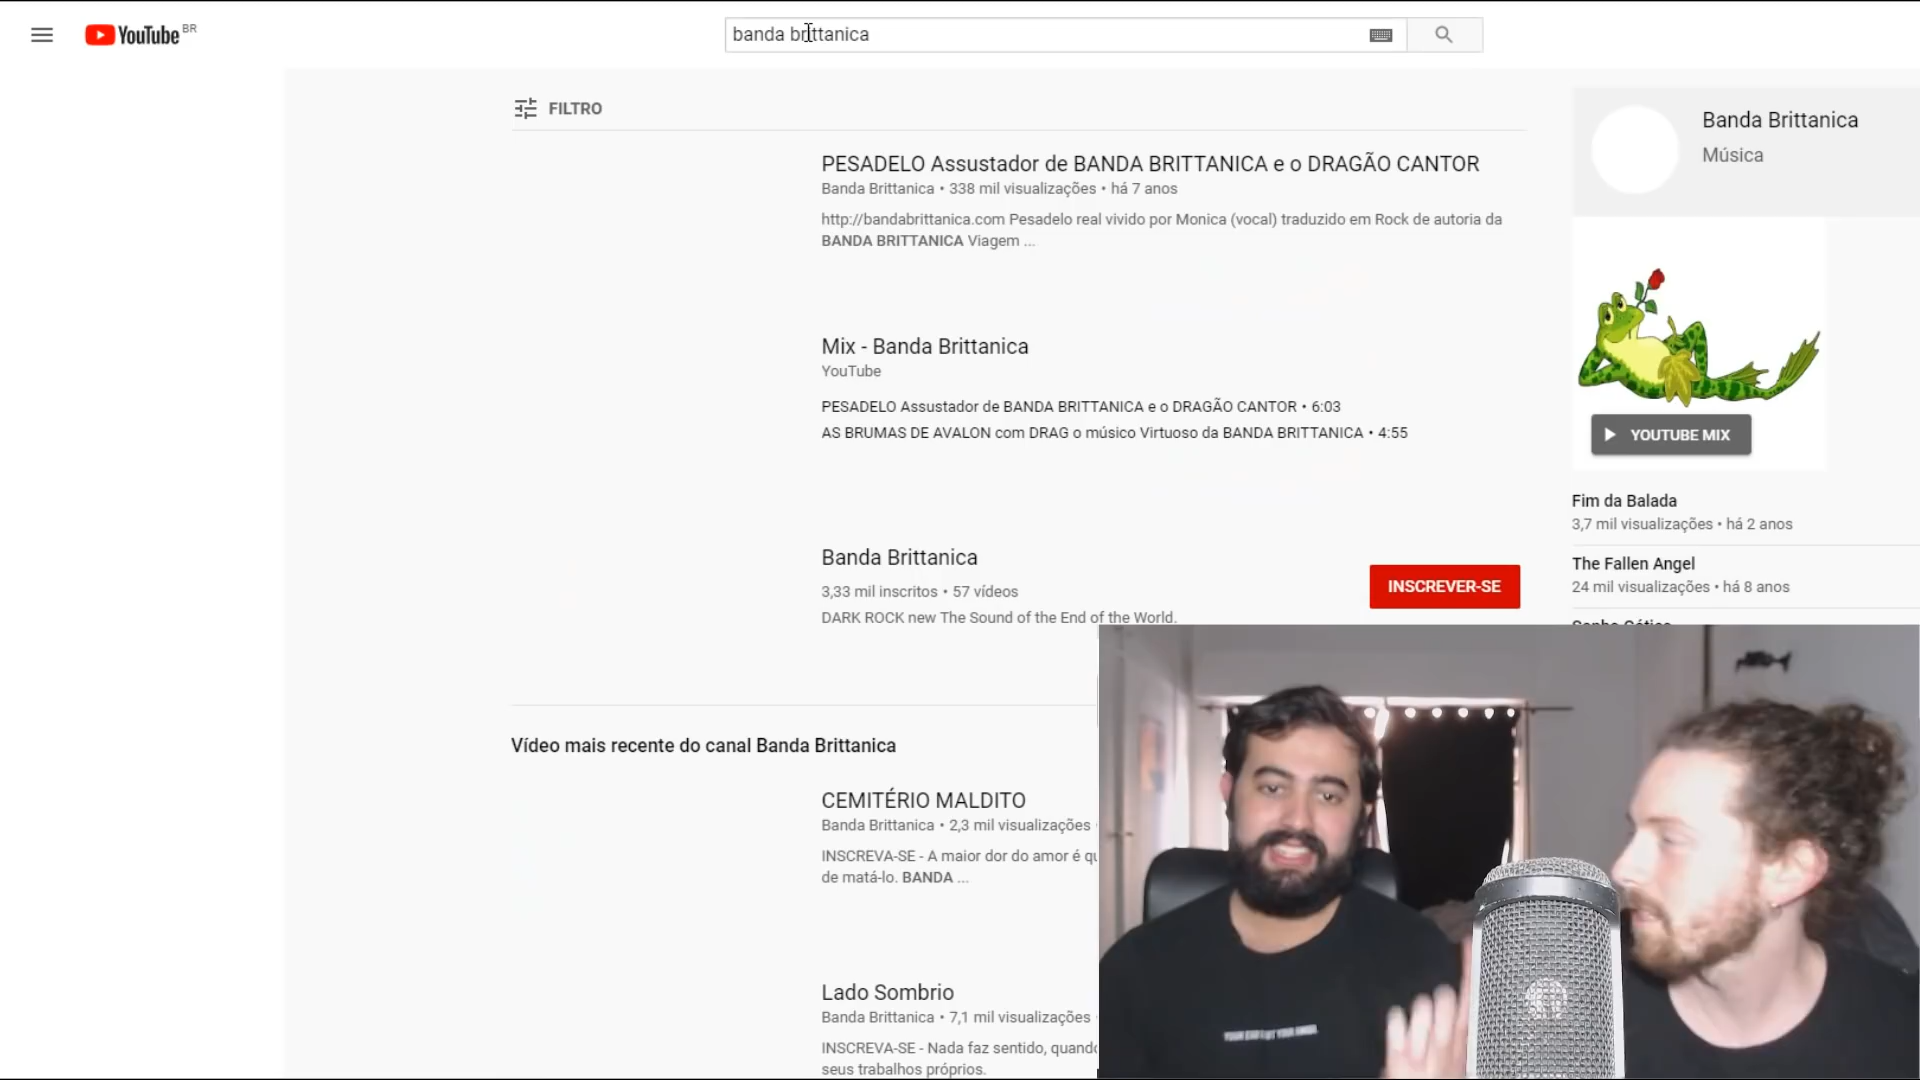 YouTube BR
banda brittanica
FILTRO
PESADELO Assustador de BANDA BRITTANICA e o DRAGÃO CANTOR
Banda Brittanica • 338 mil visualizações • há 7 anos
http://bandabrittanica.com Pesadelo real vivido por Monica (vocal) traduzido em Rock de autoria da
BANDA BRITTANICA Viagem ...
Mix - Banda Brittanica
YouTube
PESADELO Assustador de BANDA BRITTANICA e o DRAGÃO CANTOR • 6:03
AS BRUMAS DE AVALON com DRAG o músico Virtuoso da BANDA BRITTANICA • 4:55
Banda Brittanica
3,33 mil inscritos • 57 vídeos
DARK ROCK new The Sound of the End of the World.
INSCREVER-SE
Vídeo mais recente do canal Banda Brittanica
CEMITÉRIO MALDITO
Banda Brittanica • 2,3 mil visualizações
INSCREVA-SE - A maior dor do amor é
de matá-lo. BANDA ...
Lado Sombrio
Banda Brittanica • 7,1 mil visualizações
INSCREVA-SE - Nada faz sentido,
seus trabalhos próprios.
Banda Brittanica
Música
YOUTUBE MIX
Fim da Balada
3,7 mil visualizações • há 2 anos
The Fallen Angel
24 mil visualizações • há 8 anos